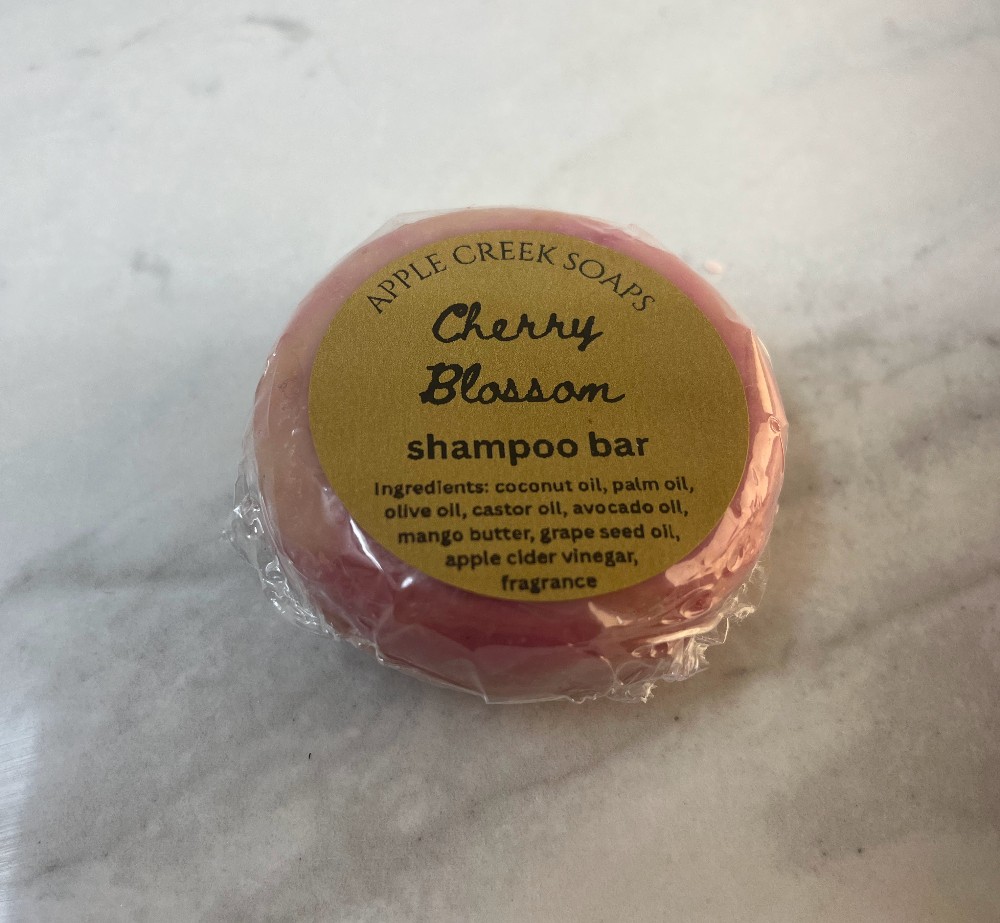 APPLE CREEK SOAPS
Cherry
Blossom
shampoo bar
Ingredients: coconut oil, palm oil,
olive oil, castor oil, avocado oil,
mango butter, grape seed oil,
apple cider vinegar,
fragrance